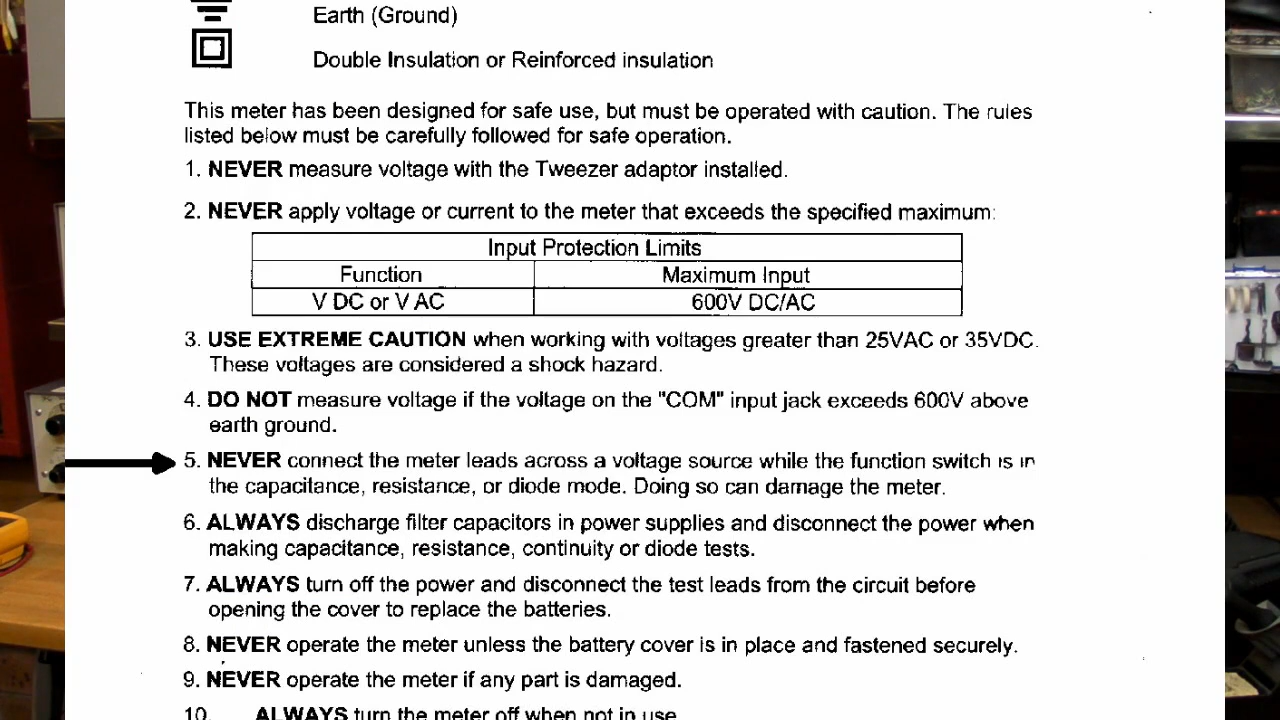 Earth (Ground)
Double Insulation or Reinforced insulation
This meter has been designed for safe use, but must be operated with caution. The rules
listed below must be carefully followed for safe operation.
1. NEVER measure voltage with the Tweezer adaptor installed.
2. NEVER apply voltage or current to the meter that exceeds the specified maximum:
Input Protection Limits
Function Maximum Input
V DC or V AC 600V DC/AC
3. USE EXTREME CAUTION when working with voltages greater than 25VAC or 35VDC.
These voltages are considered a shock hazard.
4. DO NOT measure voltage if the voltage on the "COM" input jack exceeds 600V above
earth ground.
5. NEVER connect the meter leads across a voltage source while the function switch is in
the capacitance, resistance, or diode mode. Doing so can damage the meter.
6. ALWAYS discharge filter capacitors in power supplies and disconnect the power when
making capacitance, resistance, continuity or diode tests.
7. ALWAYS turn off the power and disconnect the test leads from the circuit before
opening the cover to replace the batteries.
8. NEVER operate the meter unless the battery cover is in place and fastened securely.
9. NEVER operate the meter if any part is damaged.
10. ALWAYS turn the meter off when not in use